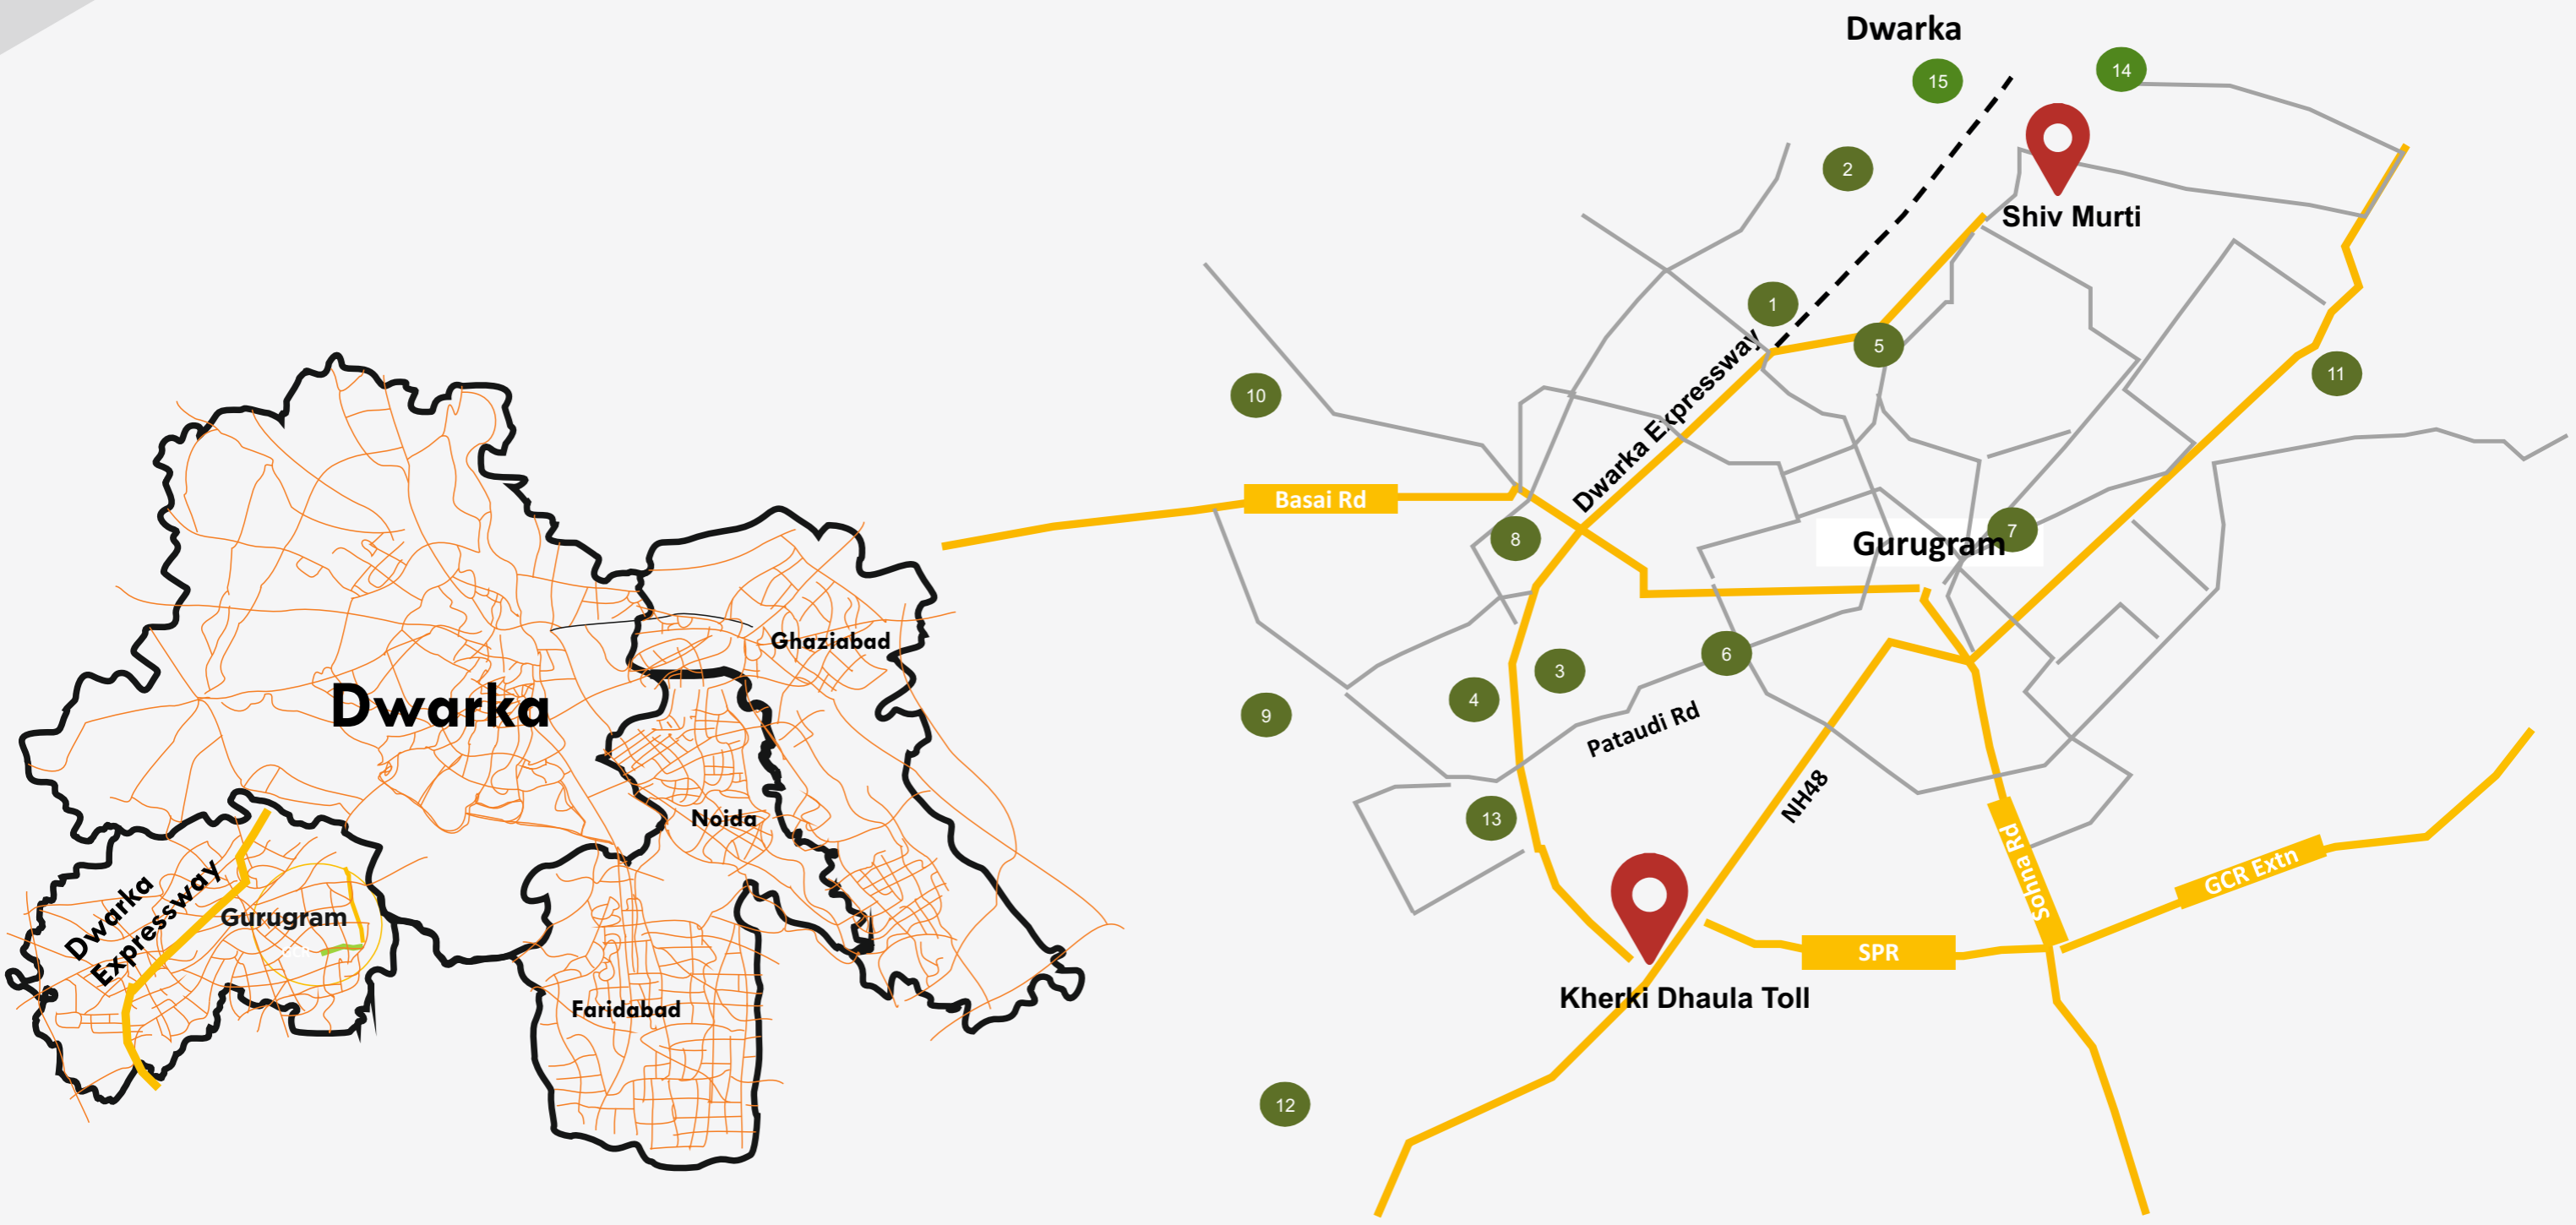 Dwarka
15
14
2
Shiv Murti
1
Dwarka Expressway
5
11
10
Basai Rd
8
7
Gurugram
6
3
4
9
Pataudi Rd
NH48
13
Sohna Rd
GCR Extn
SPR
Kherki Dhaula Toll
12
Ghaziabad
Dwarka
Noida
Dwarka
Expressway
Gurugram
Faridabad